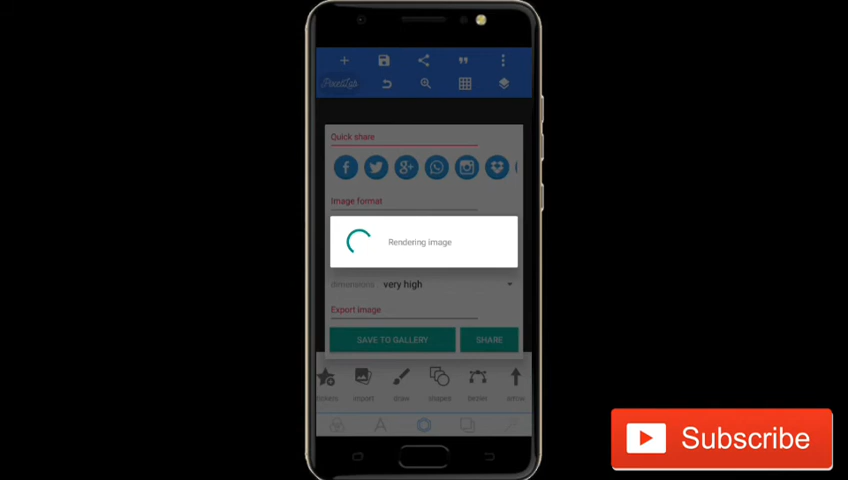 PixelLab
Quick share
Image format
Rendering image
dimensions very high
Export image
SAVE TO GALLERY SHARE
import draw shapes
Subscribe